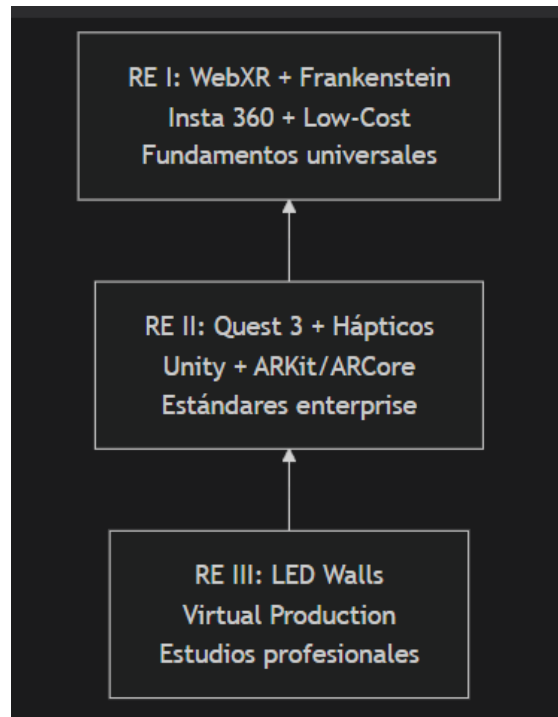 RE I: WebXR + Frankenstein
Insta 360 + Low-Cost
Fundamentos universales
RE II: Quest 3 + Hápticos
Unity + ARKit/ARCore
Estándares enterprise
RE III: LED Walls
Virtual Production
Estudios profesionales